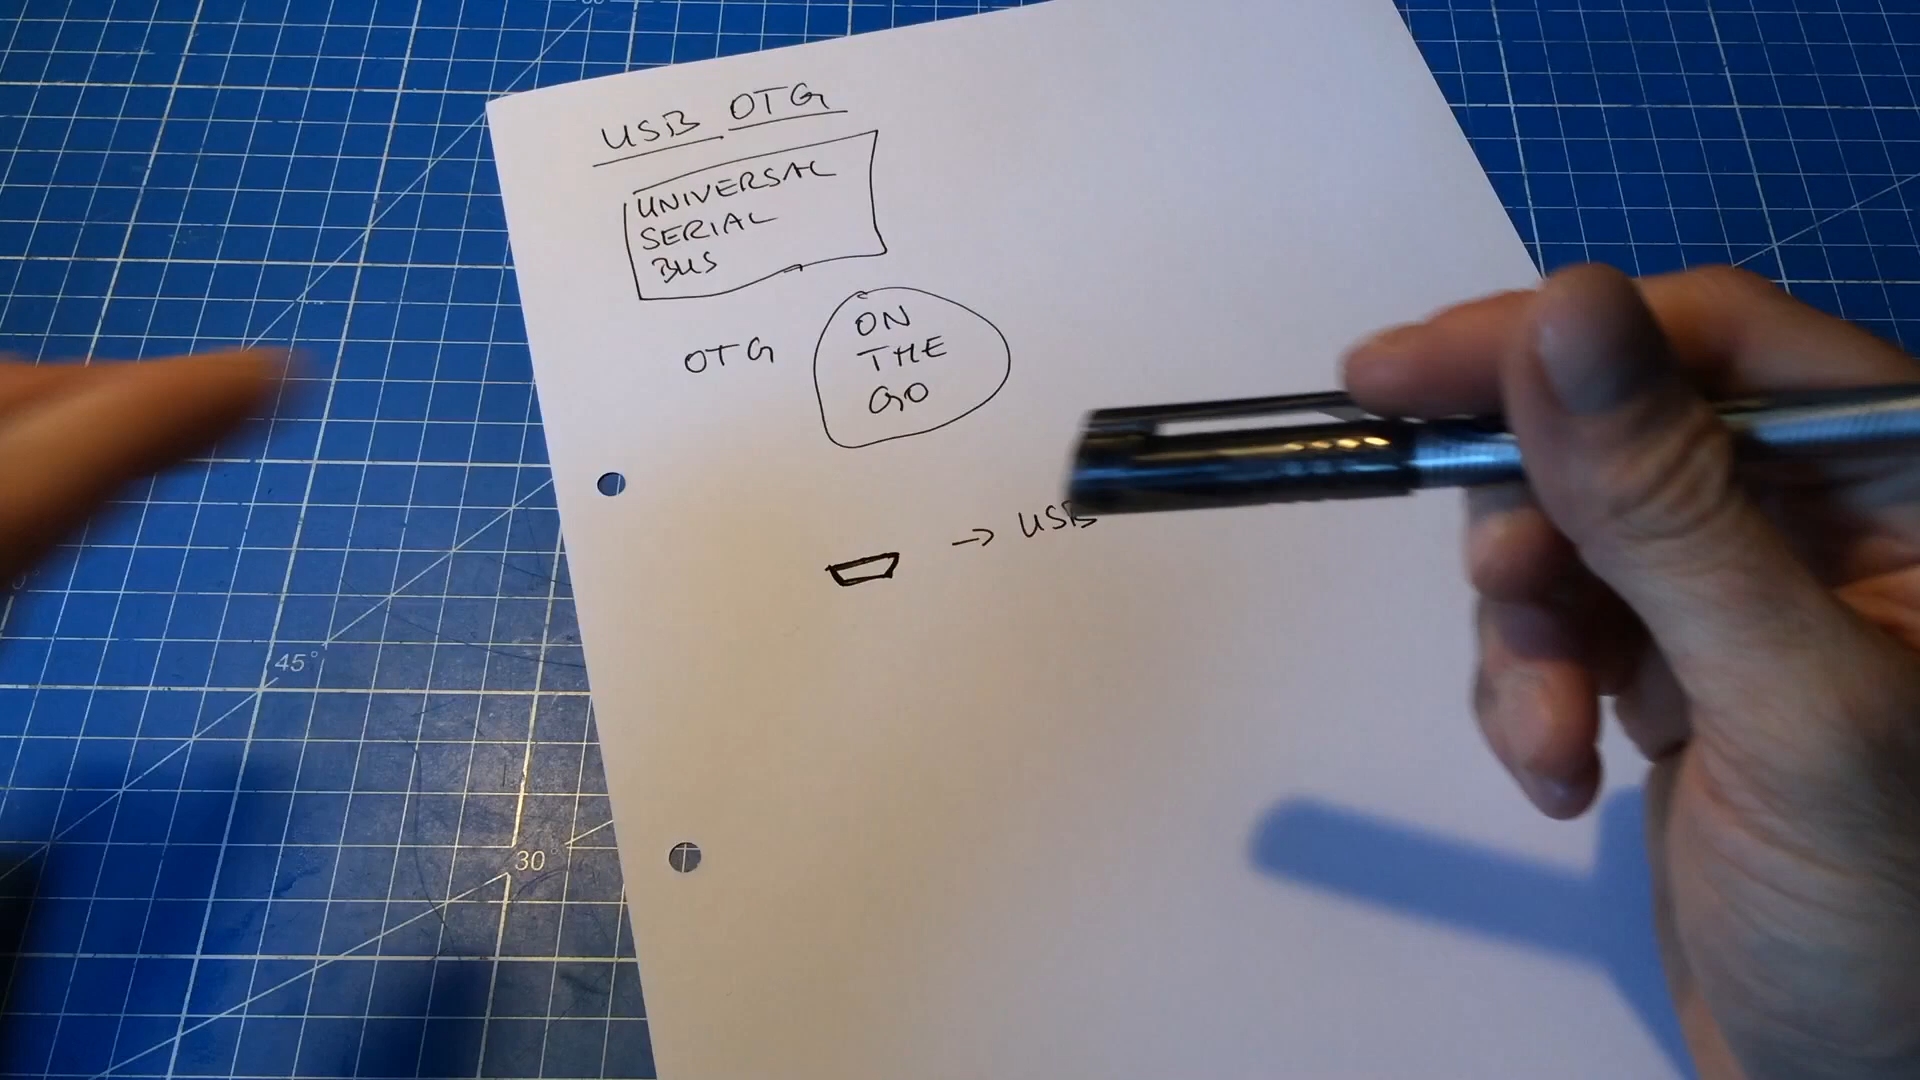 USB OTG
UNIVERSAL
SERIAL
BUS
OTG
ON
THE
GO
→ USB
45°
30°